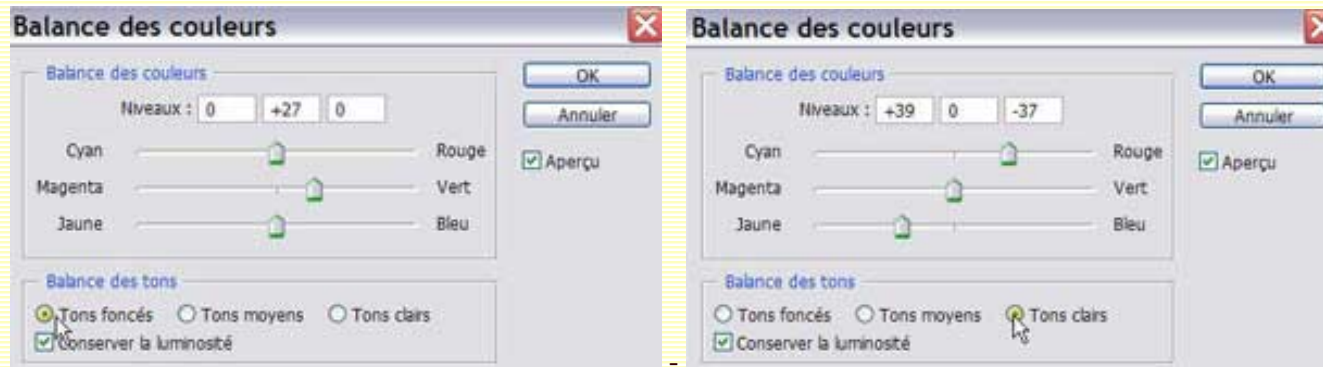 Balance des couleurs
Balance des couleurs
OK
Niveaux : 0 +27 0
Annuler
Cyan Rouge
Aperçu
Magenta Vert
Jaune Bleu
Balance des tons
Tons foncés Tons moyens Tons clairs
Conserver la luminosité
-
Balance des couleurs
Balance des couleurs
OK
Niveaux : +39 0 -37
Annuler
Cyan Rouge
Aperçu
Magenta Vert
Jaune Bleu
Balance des tons
Tons foncés Tons moyens Tons clairs
Conserver la luminosité